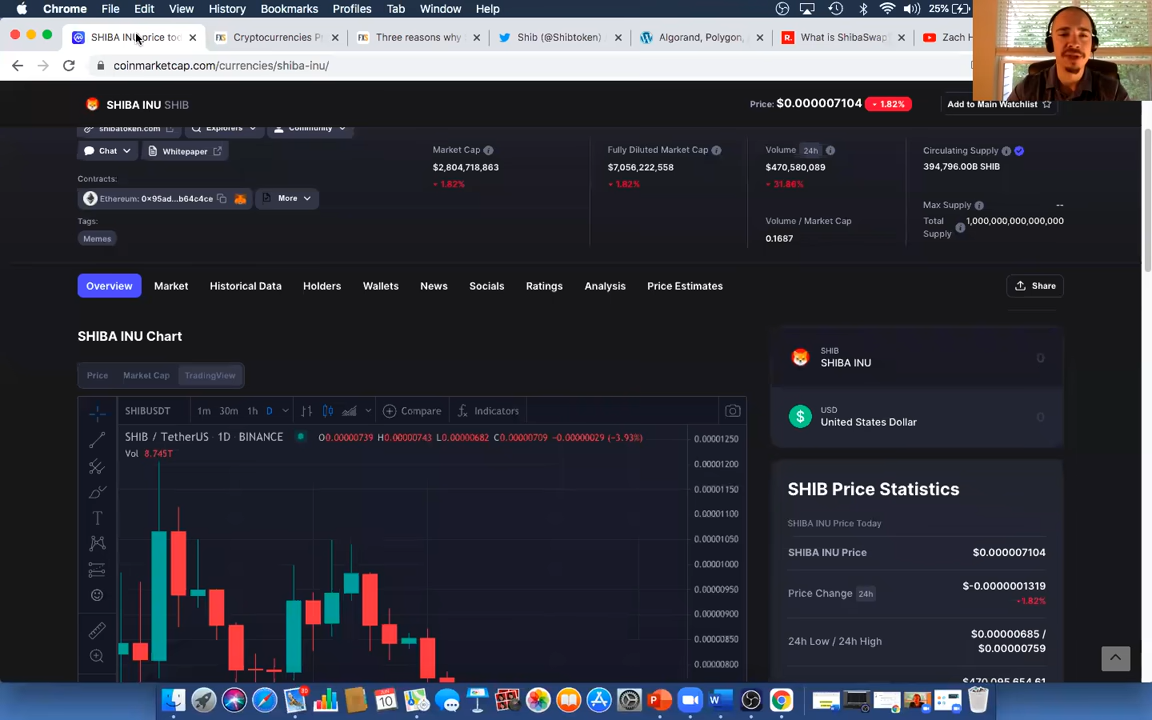 Chrome File Edit View History Bookmarks Profiles Tab Window Help 25%
SHIBA INU price to
Cryptocurrencies P
Three reasons why
Shib (@Shibtoken)
Algorand, Polygon,
What is ShibaSwap
Zach H
coinmarketcap.com/currencies/shiba-inu/
SHIBA INU SHIB
Price: $0.000007104 1.82%
Add to Main Watchlist
shibatoken.com
Explorers
Community
Chat
Whitepaper
Contracts:
Ethereum: 0x95ad...b64c4ce
More
Tags:
Memes
Market Cap
$2,804,718,863
1.82%
Fully Diluted Market Cap
$7,056,222,558
1.82%
Volume 24h
$470,580,089
31.86%
Volume / Market Cap
0.1687
Circulating Supply
394,796.00B SHIB
Max Supply --
Total Supply 1,000,000,000,000,000
Overview Market Historical Data Holders Wallets News Socials Ratings Analysis Price Estimates
Share
SHIBA INU Chart
Price Market Cap TradingView
SHIBUSDT 1m 30m 1h D Compare Indicators
SHIB / TetherUS 1D BINANCE O0.00000739 H0.00000743 L0.00000682 C0.00000709 -0.00000029 (-3.93%)
Vol 8.745T
0.00001250
0.00001200
0.00001150
0.00001100
0.00001050
0.00001000
0.00000950
0.00000900
0.00000850
0.00000800
SHIB
SHIBA INU
0
USD
United States Dollar
0
SHIB Price Statistics
SHIBA INU Price Today
SHIBA INU Price $0.000007104
Price Change 24h $-0.0000001319
1.82%
24h Low / 24h High $0.00000685 /
$0.00000759
10